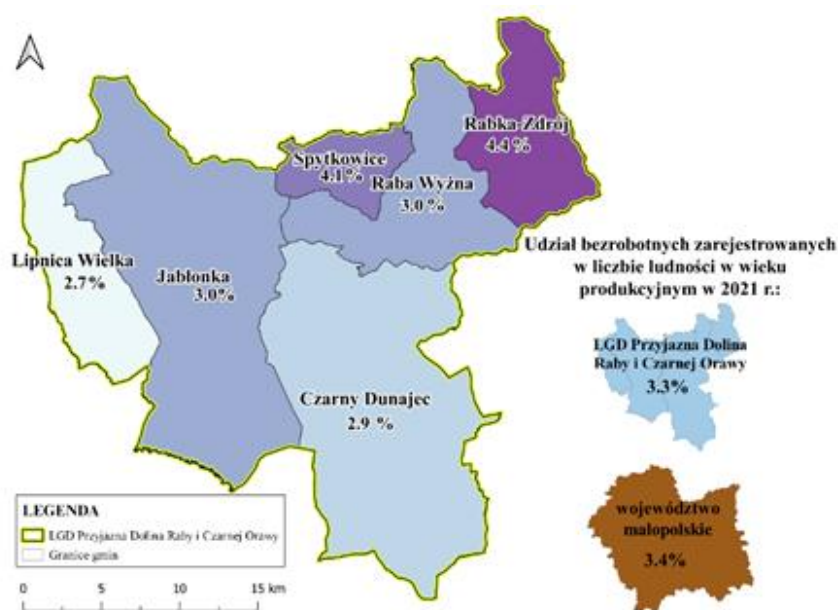 Rabka-Zdrój
4.4 %
Spytkowice
4.1%
Raba Wyżna
3.0 %
Lipnica Wielka
2.7%
Jabłonka
3.0%
Czarny Dunajec
2.9 %
Udział bezrobotnych zarejestrowanych
w liczbie ludności w wieku
produkcyjnym w 2021 r.:
LGD Przyjazna Dolina
Raby i Czarnej Orawy
3.3%
województwo
małopolskie
3.4%
LEGENDA
LGD Przyjazna Dolina Raby i Czarnej Orawy
Granice gmin
0 5 10 15 km